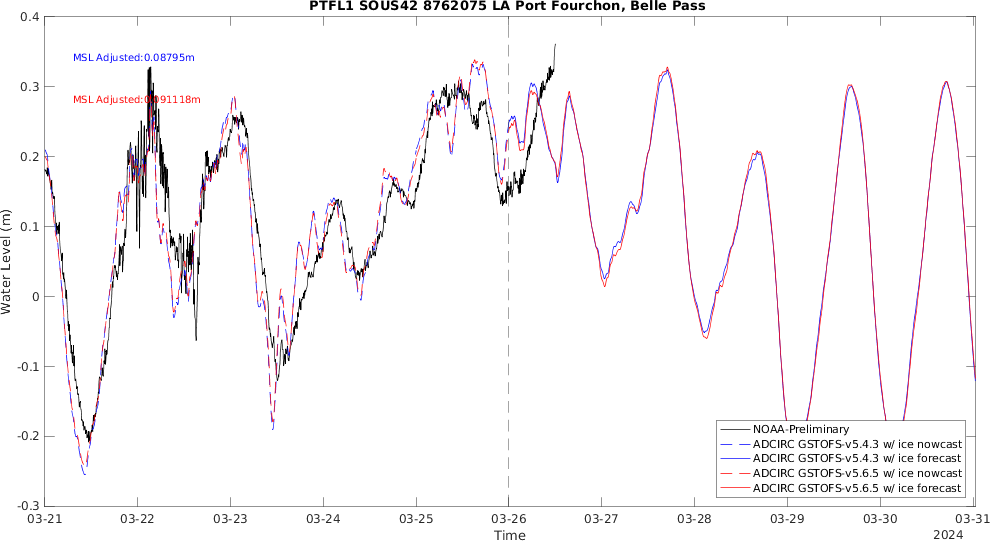 PTFL1 SOUS42 8762075 LA Port Fourchon, Belle Pass
0.4
MSL Adjusted:0.08795m
0.3
MSL Adjusted:0.091118m
0.2
Water Level (m)
0.1
0
-0.1
-0.2
-0.3
NOAA-Preliminary
ADCIRC GSTOFS-v5.4.3 w/ ice nowcast
ADCIRC GSTOFS-v5.4.3 w/ ice forecast
ADCIRC GSTOFS-v5.6.5 w/ ice nowcast
ADCIRC GSTOFS-v5.6.5 w/ ice forecast
03-21 03-22 03-23 03-24 03-25 03-26 03-27 03-28 03-29 03-30 03-31
Time
2024